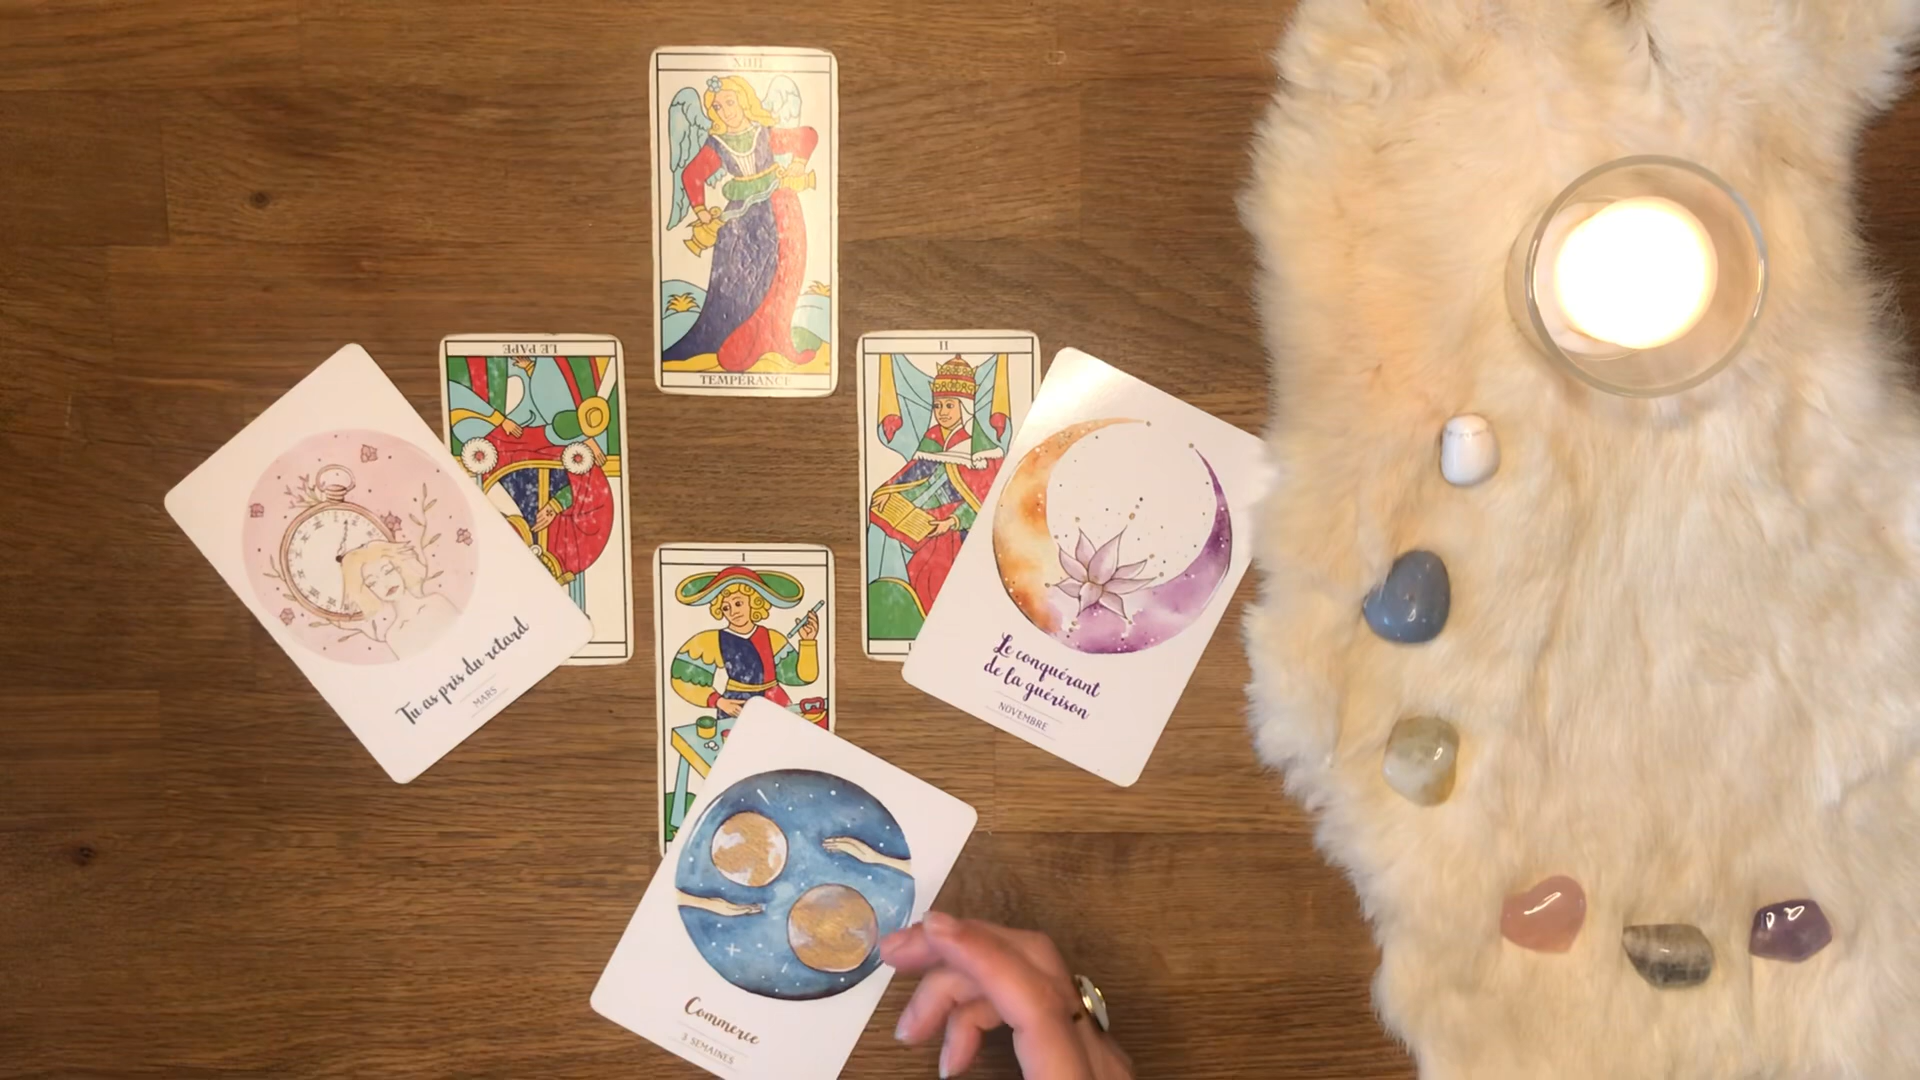 XIIII
TEMPÉRANCE
LE PAPE
II
I
Tu as pris du retard
MARS
Le conquérant
de la guérison
NOVEMBRE
Commerce
3 SEMAINES